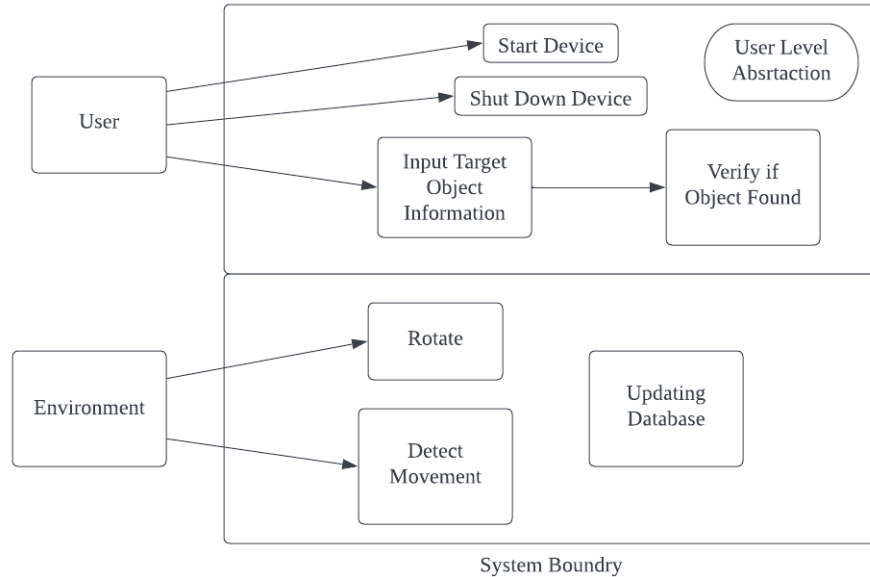 Start Device
User Level
Absrtaction
Shut Down Device
User
Input Target
Object
Information
Verify if
Object Found
Rotate
Environment
Updating
Database
Detect
Movement
System Boundry